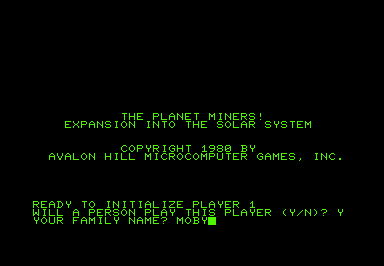 THE PLANET MINERS!
EXPANSION INTO THE SOLAR SYSTEM
COPYRIGHT 1980 BY
AVALON HILL MICROCOMPUTER GAMES, INC.
READY TO INITIALIZE PLAYER 1
WILL A PERSON PLAY THIS PLAYER (Y/N)? Y
YOUR FAMILY NAME? MOBY